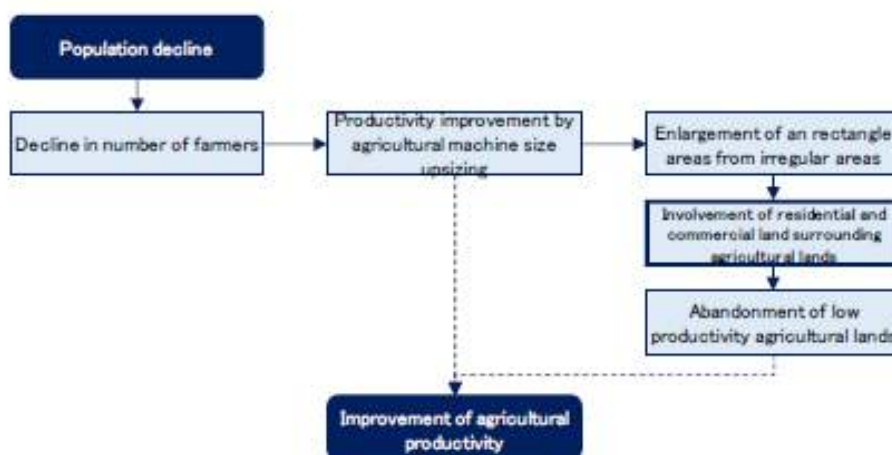 Population decline
Decline in number of farmers
Productivity improvement by
agricultural machine size
upsizing
Enlargement of an rectangle
areas from irregular areas
Involvement of residential and
commercial land surrounding
agricultural lands
Abandonment of low
productivity agricultural lands
Improvement of agricultural
productivity